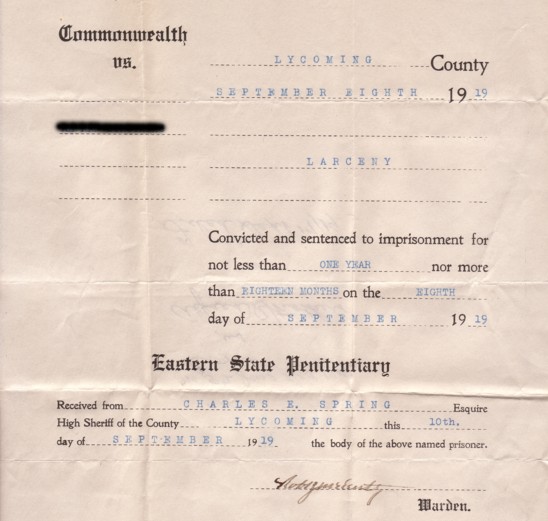 Commonwealth
vs.
LYCOMING County
SEPTEMBER EIGHTH 19 19
LARCENY
Convicted and sentenced to imprisonment for
not less than ONE YEAR nor more
than EIGHTEEN MONTHS on the EIGHTH
day of SEPTEMBER 19 19
Eastern State Penitentiary
Received from CHARLES E. SPRING Esquire
High Sheriff of the County LYCOMING this 10th.
day of SEPTEMBER 19 19 the body of the above named prisoner.
Warden.